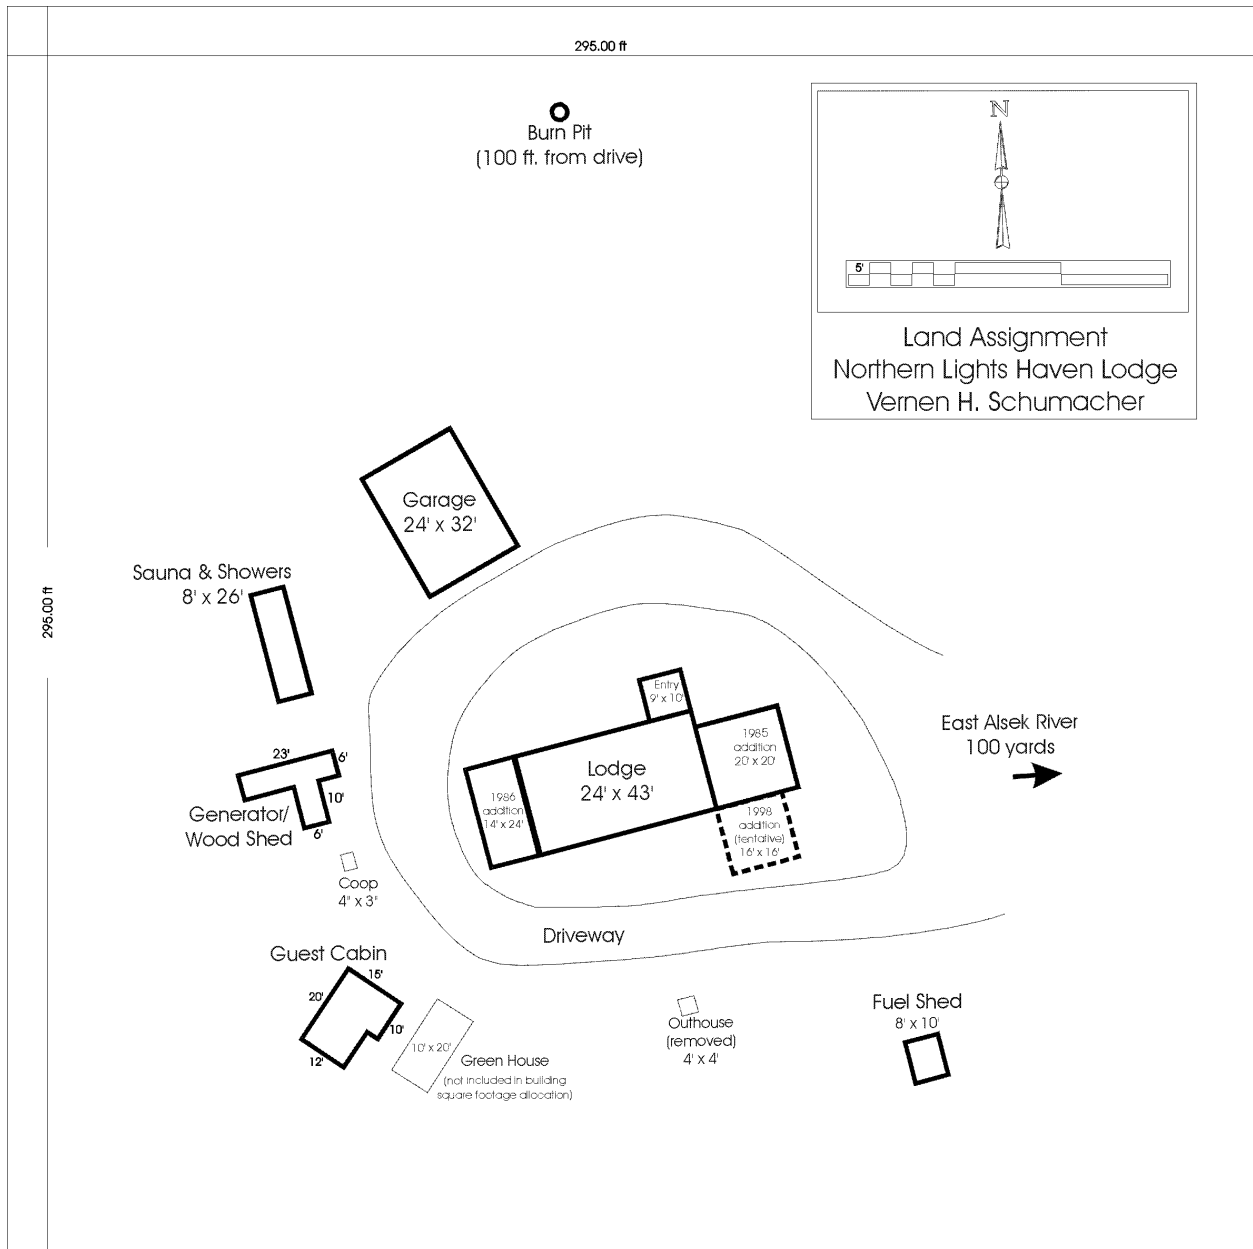 295.00 ft
Burn Pit
(100 ft. from drive)
N
5'
Land Assignment
Northern Lights Haven Lodge
Vernen H. Schumacher
Garage
24' x 32'
Sauna & Showers
8' x 26'
295.00 ft
Entry
9' x 10'
East Alsek River
100 yards
1985
addition
20' x 20'
Lodge
24' x 43'
1986
addition
14' x 24'
1998
addition
(tentative)
16' x 16'
23'
6'
10'
6'
Generator/
Wood Shed
Coop
4" x 3"
Driveway
Guest Cabin
15'
20'
10'
12'
10' x 20'
Green House
(not included in building
square footage allocation)
Outhouse
(removed)
4' x 4'
Fuel Shed
8' x 10'